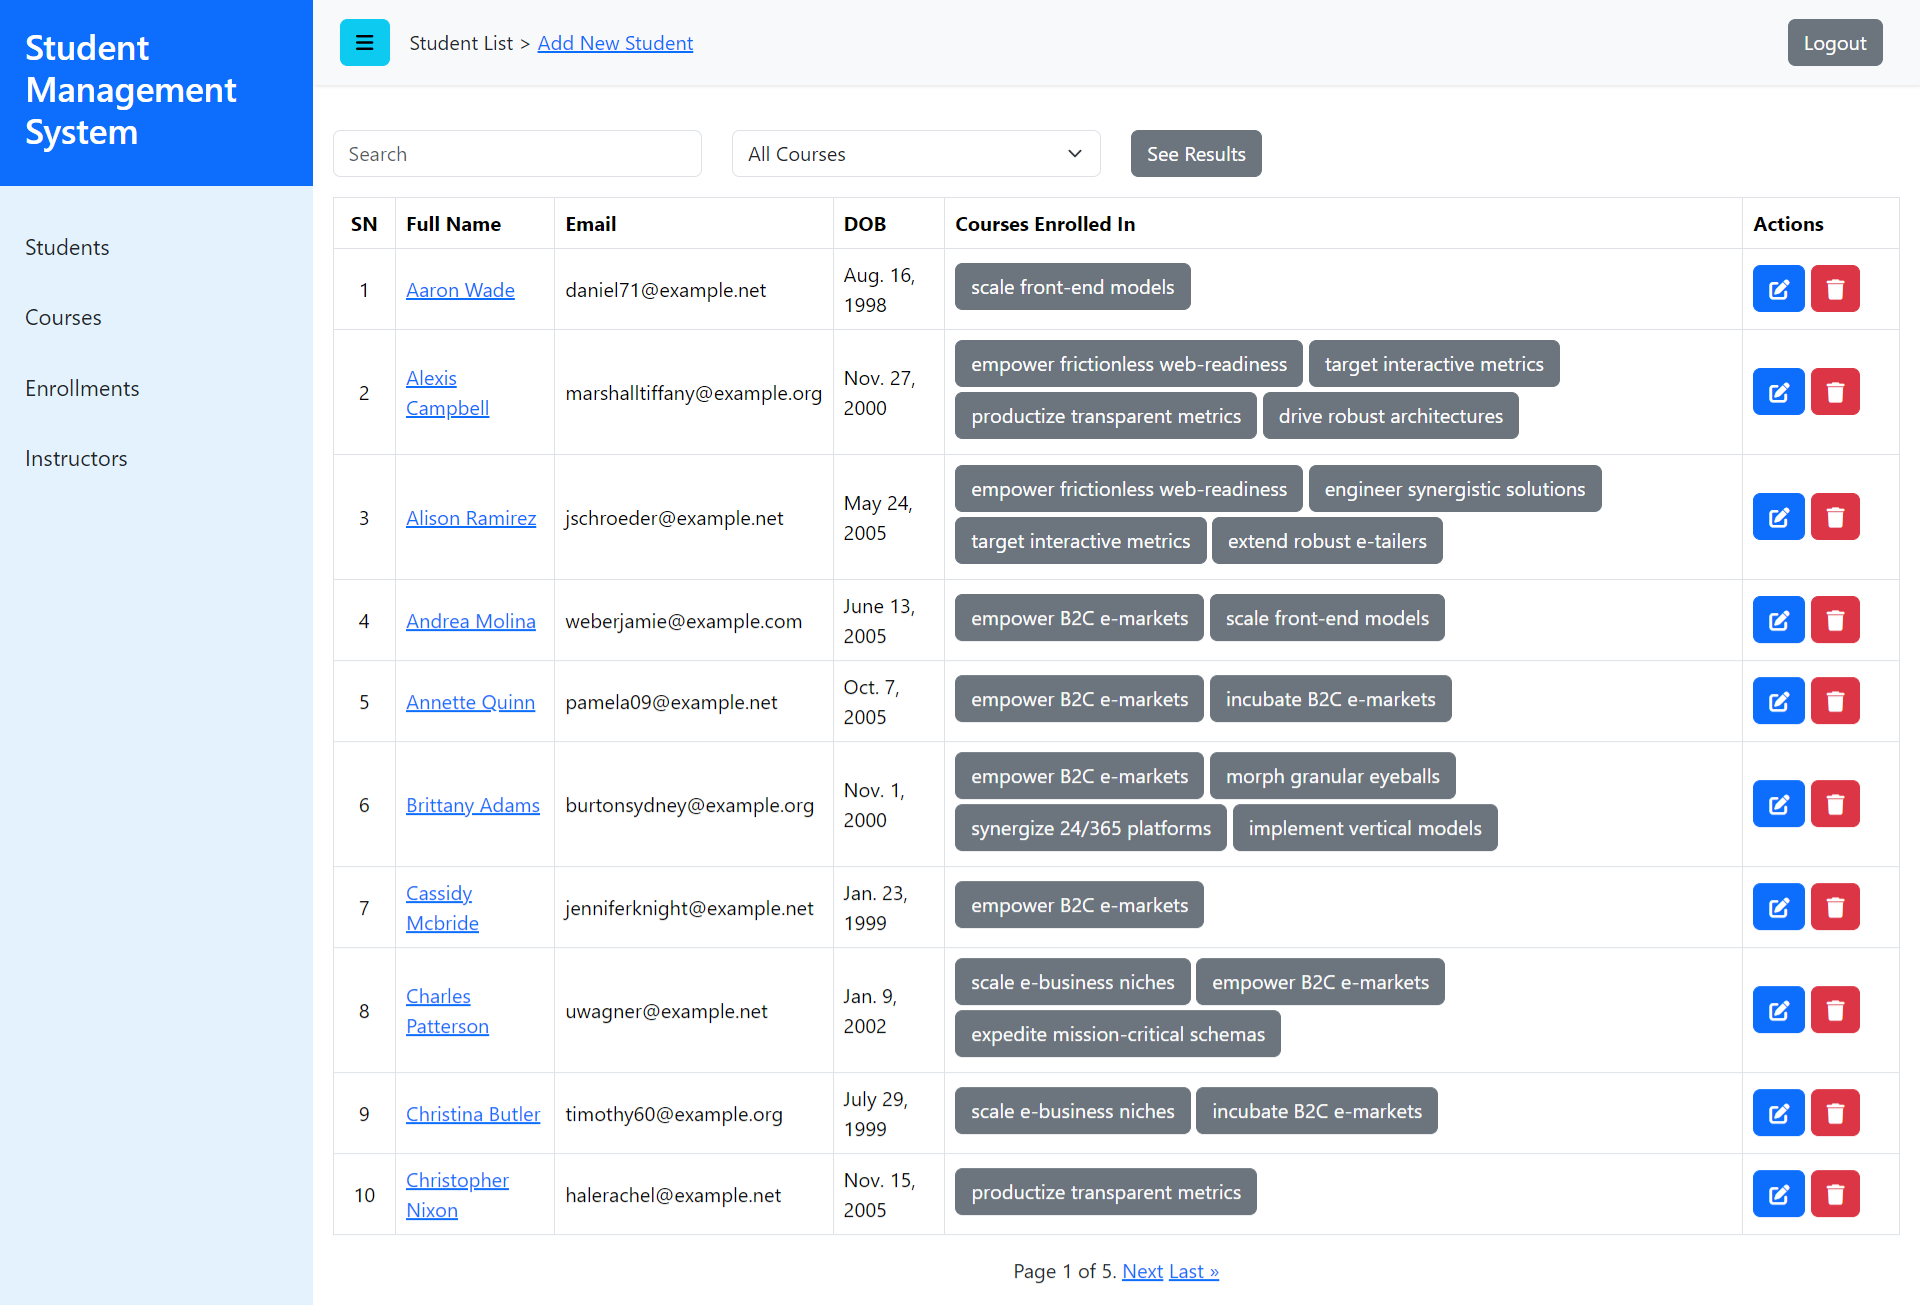 Student
Management
System
Students
Courses
Enrollments
Instructors
Student List > Add New Student
Logout
Search
All Courses
See Results
SN Full Name Email DOB Courses Enrolled In Actions
1 Aaron Wade daniel71@example.net Aug. 16, 1998 scale front-end models
2 Alexis Campbell marshalltiffany@example.org Nov. 27, 2000 empower frictionless web-readiness target interactive metrics
productize transparent metrics drive robust architectures
3 Alison Ramirez jschroeder@example.net May 24, 2005 empower frictionless web-readiness engineer synergistic solutions
target interactive metrics extend robust e-tailers
4 Andrea Molina weberjamie@example.com June 13, 2005 empower B2C e-markets scale front-end models
5 Annette Quinn pamela09@example.net Oct. 7, 2005 empower B2C e-markets incubate B2C e-markets
6 Brittany Adams burtonsydney@example.org Nov. 1, 2000 empower B2C e-markets morph granular eyeballs
synergize 24/365 platforms implement vertical models
7 Cassidy Mcbride jenniferknight@example.net Jan. 23, 1999 empower B2C e-markets
8 Charles Patterson uwagner@example.net Jan. 9, 2002 scale e-business niches empower B2C e-markets
expedite mission-critical schemas
9 Christina Butler timothy60@example.org July 29, 1999 scale e-business niches incubate B2C e-markets
10 Christopher Nixon halerachel@example.net Nov. 15, 2005 productize transparent metrics
Page 1 of 5. Next Last »